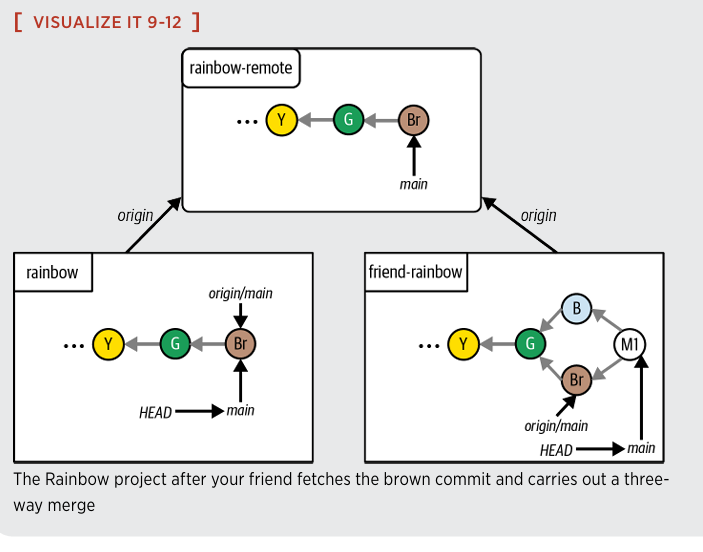 [ VISUALIZE IT 9-12 ]
rainbow-remote
... Y G Br
main
origin origin
rainbow
origin/main
... Y G Br
HEAD main
friend-rainbow
B
... Y G M1
Br
origin/main
HEAD main
The Rainbow project after your friend fetches the brown commit and carries out a three-
way merge